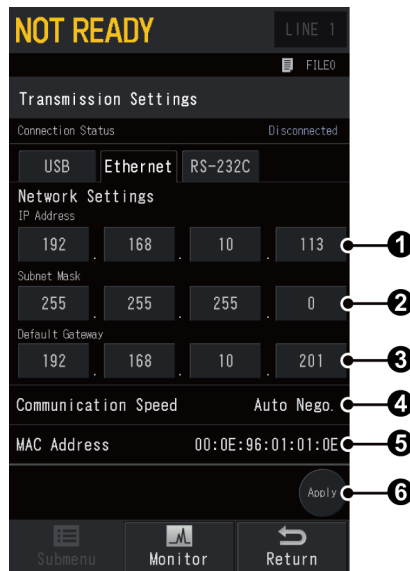 NOT READY LINE 1
FILE0
Transmission Settings
Connection Status Disconnected
USB Ethernet RS-232C
Network Settings
IP Address
192 . 168 . 10 . 113 1
Subnet Mask
255 . 255 . 255 . 0 2
Default Gateway
192 . 168 . 10 . 201 3
Communication Speed Auto Nego. 4
MAC Address 00:0E:96:01:01:0E 5
Apply 6
Submenu Monitor Return